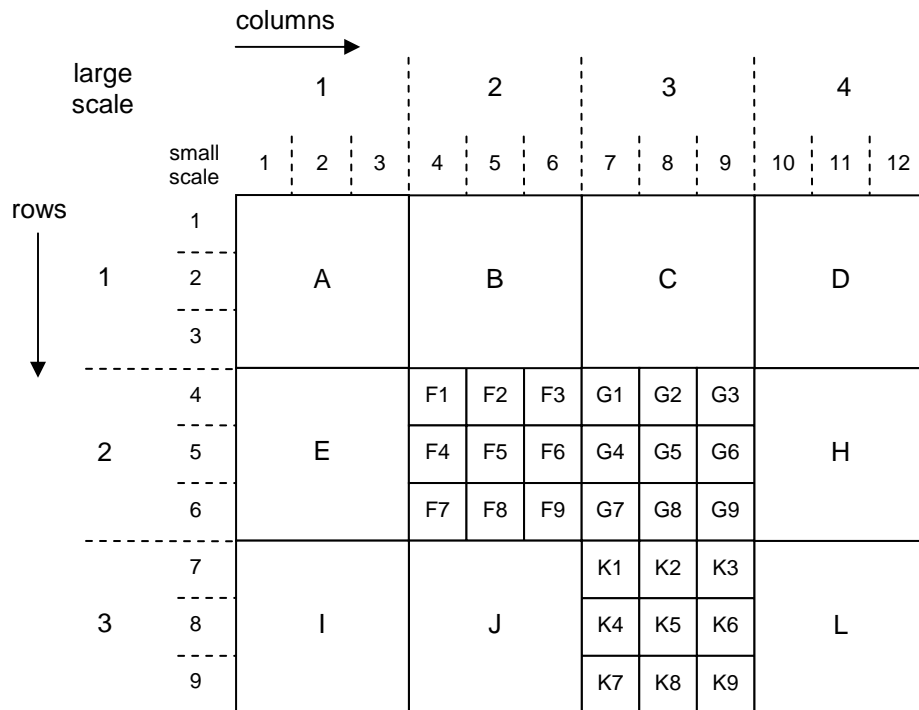 columns
large
scale
1 2 3 4
small
scale
1 2 3 4 5 6 7 8 9 10 11 12
rows
1
1 2 A B C D
3
4 F1 F2 F3 G1 G2 G3
2 5 E F4 F5 F6 G4 G5 G6 H
6 F7 F8 F9 G7 G8 G9
7 K1 K2 K3
3 8 I J K4 K5 K6 L
9 K7 K8 K9